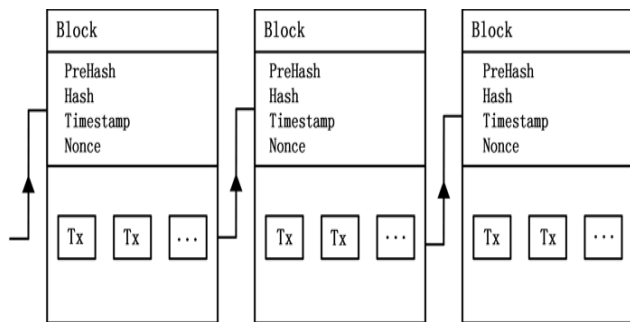 Block
PreHash
Hash
Timestamp
Nonce
Tx Tx ...
Block
PreHash
Hash
Timestamp
Nonce
Tx Tx ...
Block
PreHash
Hash
Timestamp
Nonce
Tx Tx ...